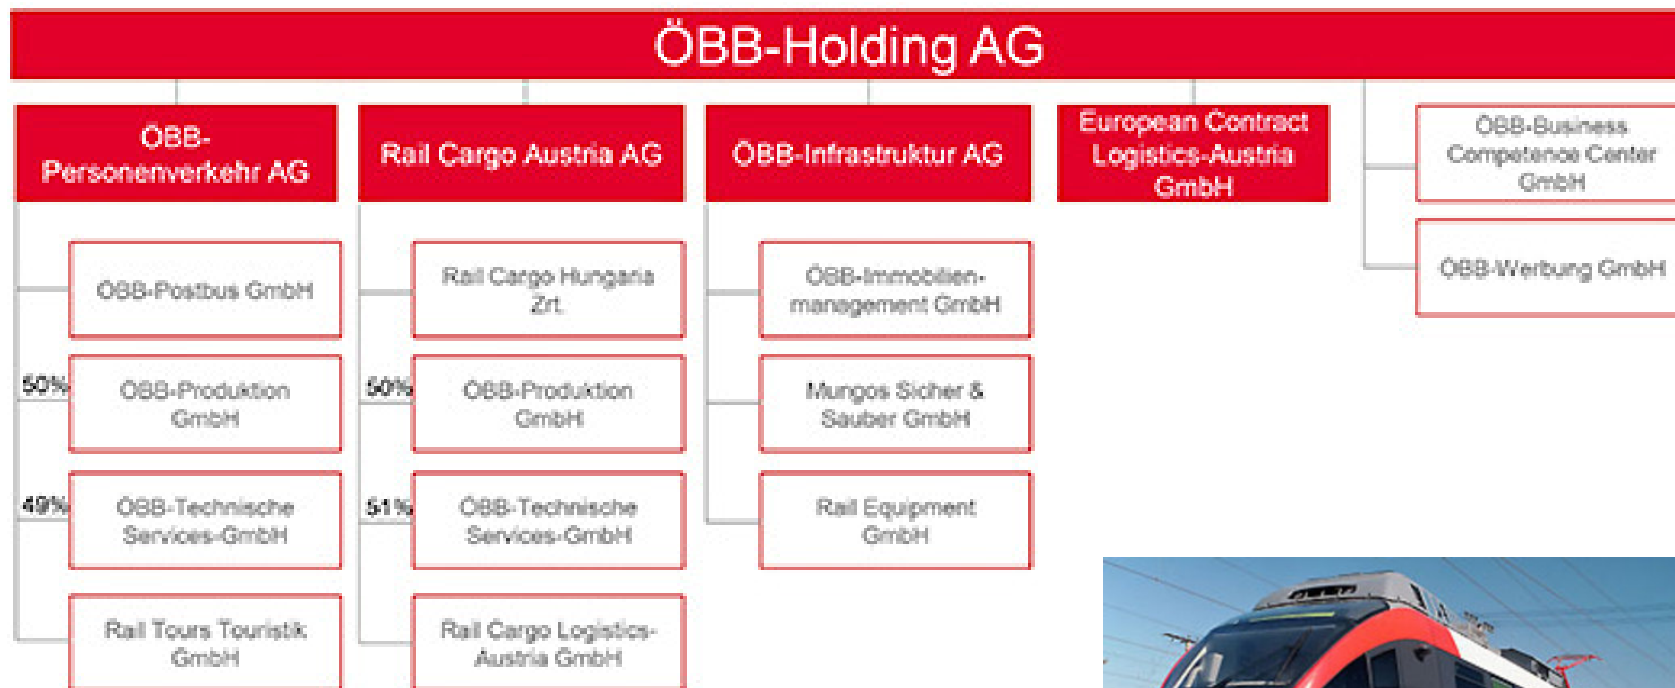 ÖBB-Holding AG
ÖBB-
Personenverkehr AG
Rail Cargo Austria AG
ÖBB-Infrastruktur AG
European Contract
Logistics-Austria
GmbH
ÖBB-Business
Competence Center
GmbH
ÖBB-Werbung GmbH
ÖBB-Postbus GmbH
Rail Cargo Hungaria
Zrt.
ÖBB-Immobilien-
management GmbH
50%
ÖBB-Produktion
GmbH
50%
ÖBB-Produktion
GmbH
Mungos Sicher &
Sauber GmbH
49%
ÖBB-Technische
Services-GmbH
51%
ÖBB-Technische
Services-GmbH
Rail Equipment
GmbH
Rail Tours Touristik
GmbH
Rail Cargo Logistics-
Austria GmbH